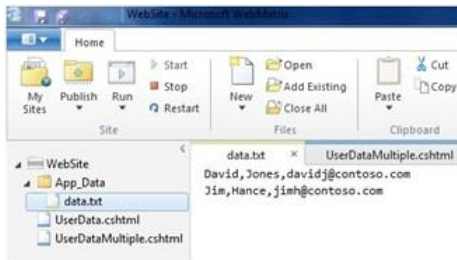 WebSite - Microsoft WebMatrix
Home
My Sites
Publish
Run
Start
Stop
Restart
Site
New
Open
Add Existing
Close All
Files
Paste
Cut
Copy
Clipboard
WebSite
App_Data
data.txt
UserData.cshtml
UserDataMultiple.cshtml
data.txt × UserDataMultiple.cshtml
David,Jones,davidj@contoso.com
Jim,Hance,jimh@contoso.com